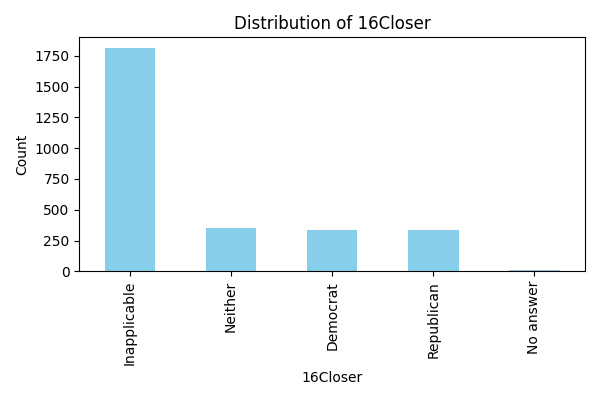 Distribution of 16Closer
Count
1750
1500
1250
1000
750
500
250
0
Inapplicable
Neither
Democrat
Republican
No answer
16Closer